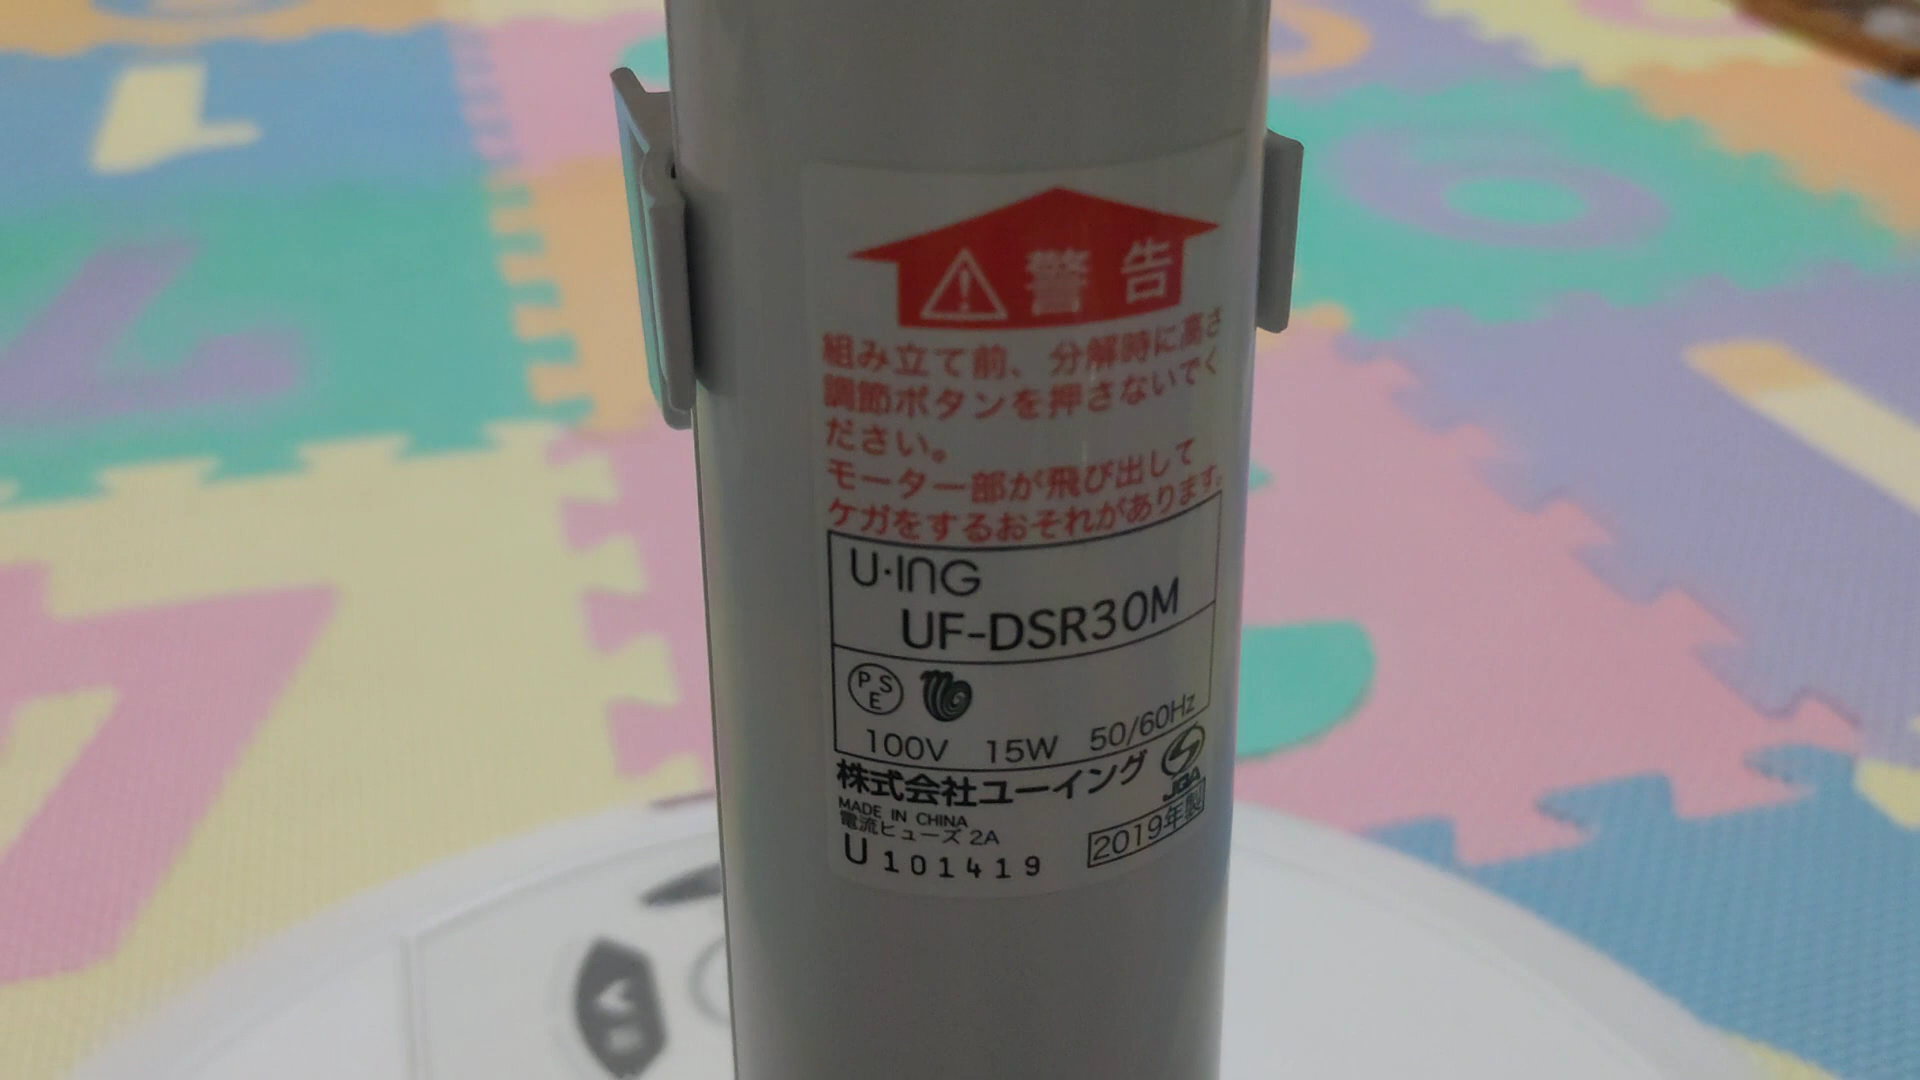 警告
組み立て前、分解時に高さ
調節ボタンを押さないでく
ださい。
モーター部が飛び出して
ケガをするおそれがあります。
U·ING
UF-DSR30M
PSE
100V 15W 50/60Hz
株式会社ユーイング
JQA
MADE IN CHINA
電流ヒューズ 2A
2019年製
U101419